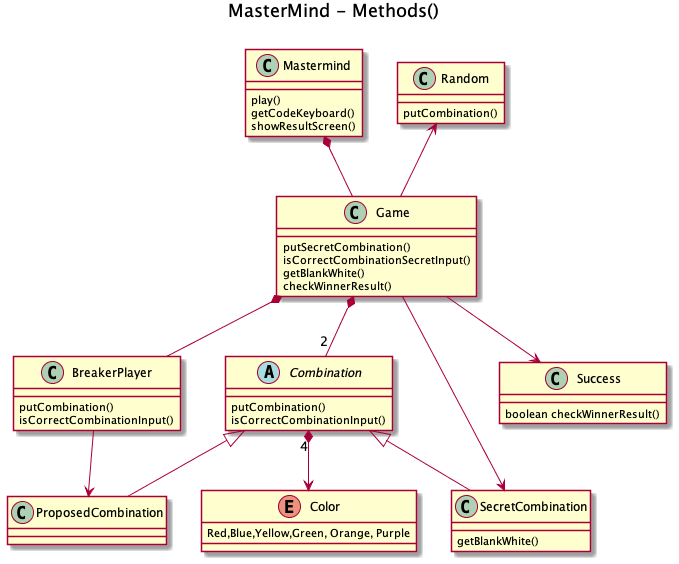 MasterMind - Methods()
C Mastermind
play()
getCodeKeyboard()
showResultScreen()
C Random
putCombination()
C Game
putSecretCombination()
isCorrectCombinationSecretInput()
getBlankWhite()
checkWinnerResult()
2
C BreakerPlayer
putCombination()
isCorrectCombinationInput()
A Combination
putCombination()
isCorrectCombinationInput()
C Success
boolean checkWinnerResult()
4
C ProposedCombination
E Color
Red,Blue,Yellow,Green, Orange, Purple
C SecretCombination
getBlankWhite()